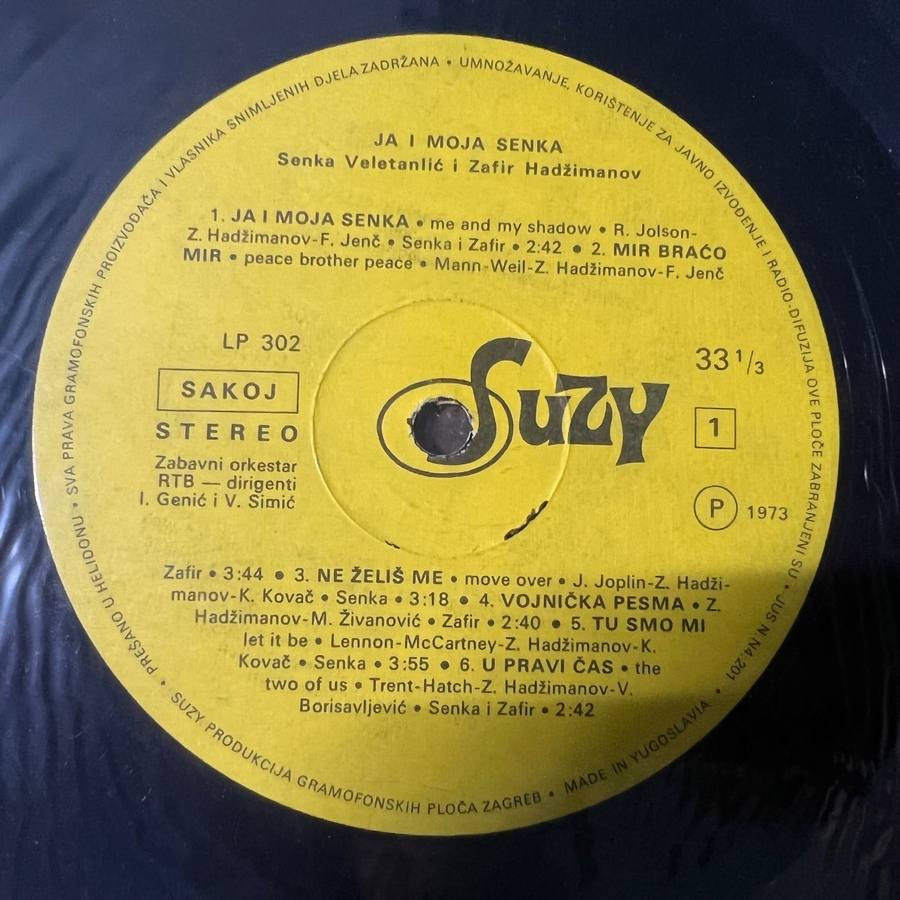 SVA PRAVA GRAMOFONSKIH PROIZVOĐAČA I VLASNIKA SNIMLJENIH DJELA ZADRŽANA • UMNOŽAVANJE, KORIŠTENJE ZA JAVNO IZVOĐENJE I RADIO-DIFUZIJA OVE PLOČE ZABRANJENI SU • JUS N.N4.201
JA I MOJA SENKA
Senka Veletanlić i Zafir Hadžimanov
1. JA I MOJA SENKA • me and my shadow • R. Jolson-
Z. Hadžimanov-F. Jenč • Senka i Zafir • 2:42 • 2. MIR BRAĆO
MIR • peace brother peace • Mann-Weil-Z. Hadžimanov-F. Jenč
LP 302
SAKOJ
STEREO
Zabavni orkestar
RTB — dirigenti
I. Genić i V. Simić
Suzy
33 1/3
1
P 1973
Zafir • 3:44 • 3. NE ŽELIŠ ME • move over • J. Joplin-Z. Hadži-
manov-K. Kovač • Senka • 3:18 • 4. VOJNIČKA PESMA • Z.
Hadžimanov-M. Živanović • Zafir • 2:40 • 5. TU SMO MI
let it be • Lennon-McCartney-Z. Hadžimanov-K.
Kovač • Senka • 3:55 • 6. U PRAVI ČAS • the
two of us • Trent-Hatch-Z. Hadžimanov-V.
Borisavljević • Senka i Zafir • 2:42
• PREŠANO U HELIDONU • SUZY PRODUKCIJA GRAMOFONSKIH PLOČA ZAGREB • MADE IN YUGOSLAVIA •